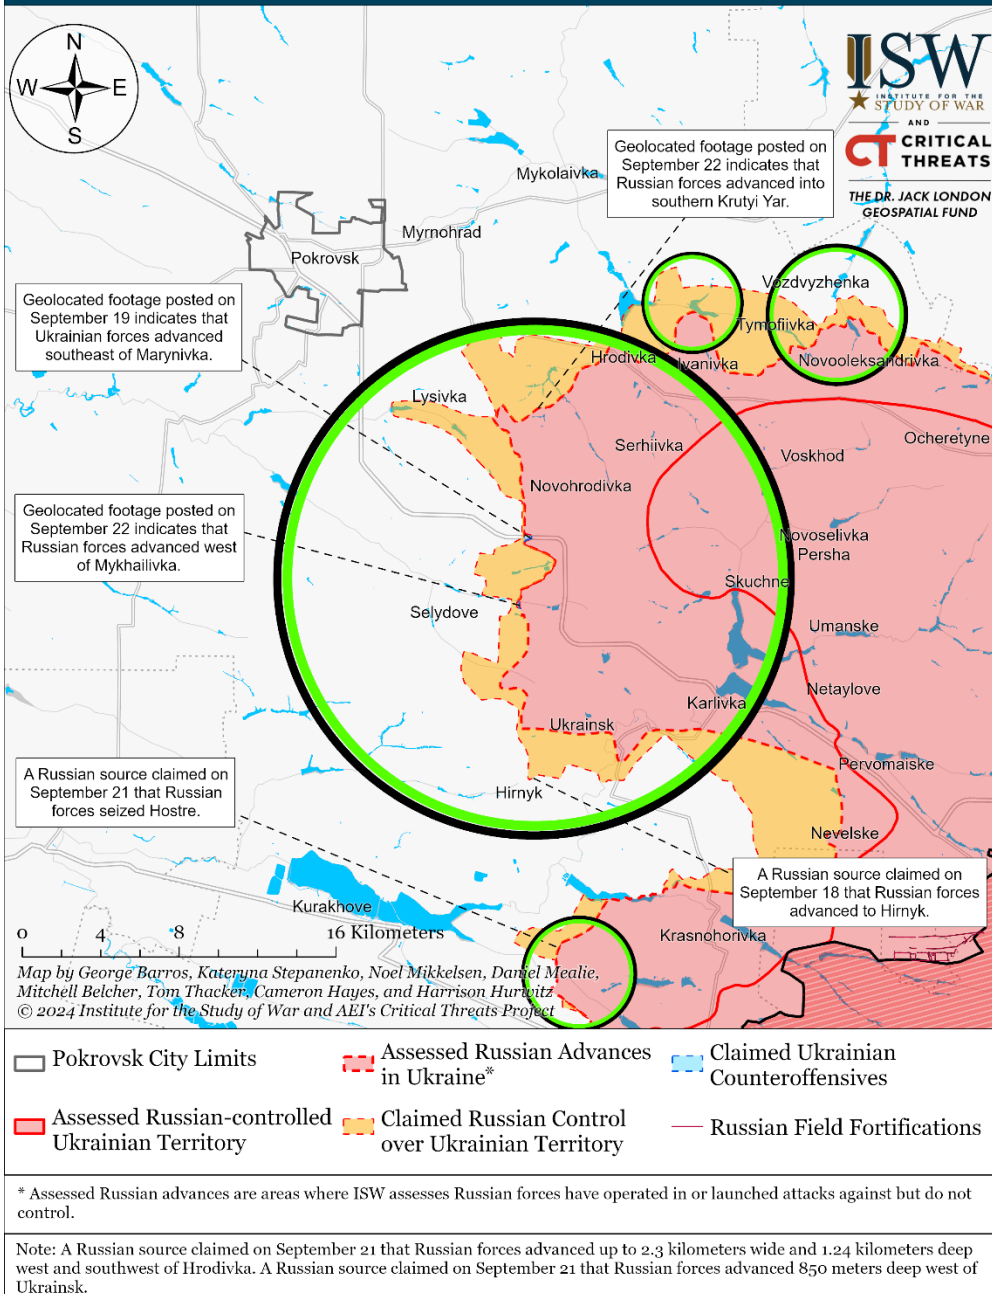 N
W E
S
ISW
INSTITUTE FOR THE
STUDY OF WAR
AND
CT CRITICAL
THREATS
THE DR. JACK LONDON
GEOSPATIAL FUND
Geolocated footage posted on
September 22 indicates that
Russian forces advanced into
southern Krutyi Yar.
Mykolaivka
Myrnohrad
Pokrovsk
Vozdvyzhenka
Geolocated footage posted on
September 19 indicates that
Ukrainian forces advanced
southeast of Marynivka.
Tymofiivka
Hrodivka
Ivanivka
Novooleksandrivka
Lysivka
Serhiivka
Ocheretyne
Voskhod
Novohrodivka
Geolocated footage posted on
September 22 indicates that
Russian forces advanced west
of Mykhailivka.
Novoselivka
Persha
Skuchne
Selydove
Umanske
Netaylove
Karlivka
Ukrainsk
Pervomaiske
A Russian source claimed on
September 21 that Russian
forces seized Hostre.
Hirnyk
Nevelske
A Russian source claimed on
September 18 that Russian forces
advanced to Hirnyk.
Kurakhove
Krasnohorivka
0 4 8 16 Kilometers
Map by George Barros, Kateryna Stepanenko, Noel Mikkelsen, Daniel Mealie,
Mitchell Belcher, Tom Thacker, Cameron Hayes, and Harrison Hurwitz
© 2024 Institute for the Study of War and AEI's Critical Threats Project
Pokrovsk City Limits
Assessed Russian Advances
in Ukraine*
Claimed Ukrainian
Counteroffensives
Assessed Russian-controlled
Ukrainian Territory
Claimed Russian Control
over Ukrainian Territory
Russian Field Fortifications
* Assessed Russian advances are areas where ISW assesses Russian forces have operated in or launched attacks against but do not
control.
Note: A Russian source claimed on September 21 that Russian forces advanced up to 2.3 kilometers wide and 1.24 kilometers deep
west and southwest of Hrodivka. A Russian source claimed on September 21 that Russian forces advanced 850 meters deep west of
Ukrainsk.